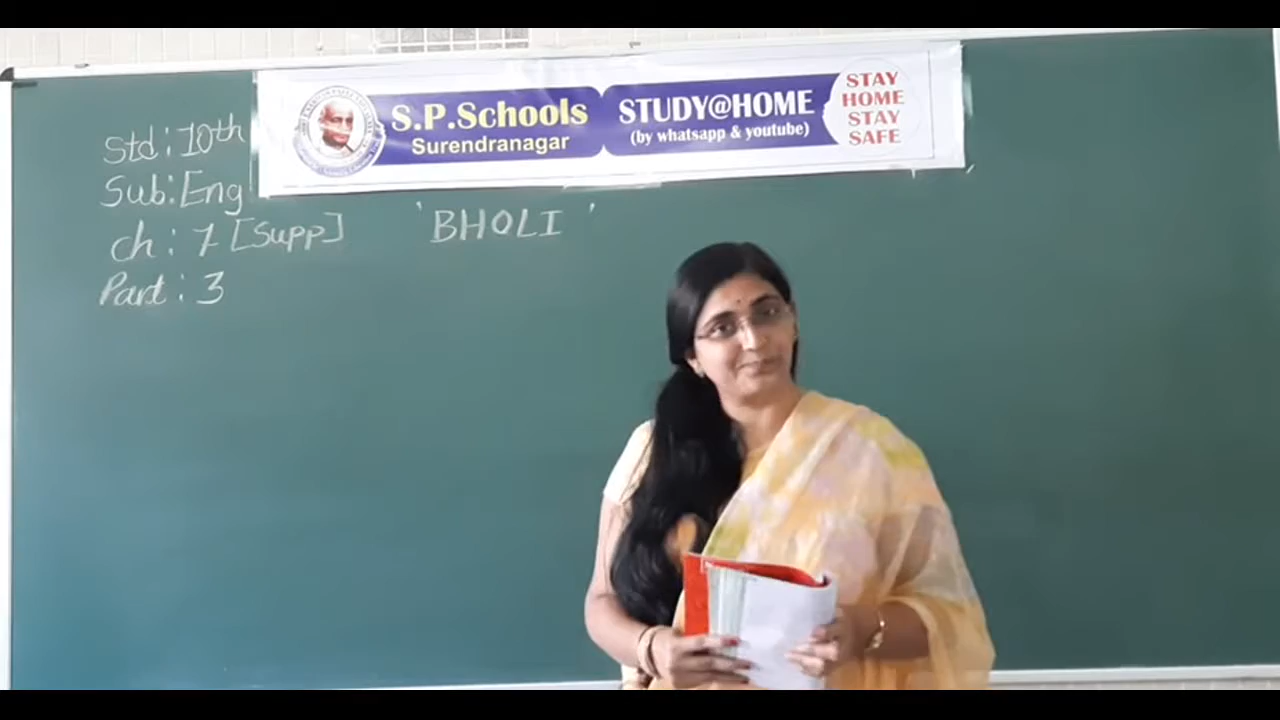 S.P.Schools
Surendranagar
STUDY@HOME
(by whatsapp & youtube)
STAY
HOME
STAY
SAFE
Std : 10th
Sub : Eng
ch : 7 [Supp]
'BHOLI'
Part : 3